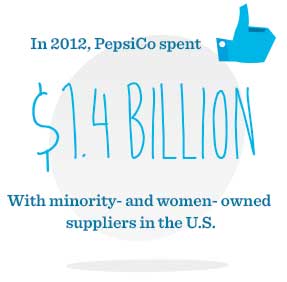 In 2012, PepsiCo spent
$1.4 BILLION
With minority- and women- owned
suppliers in the U.S.